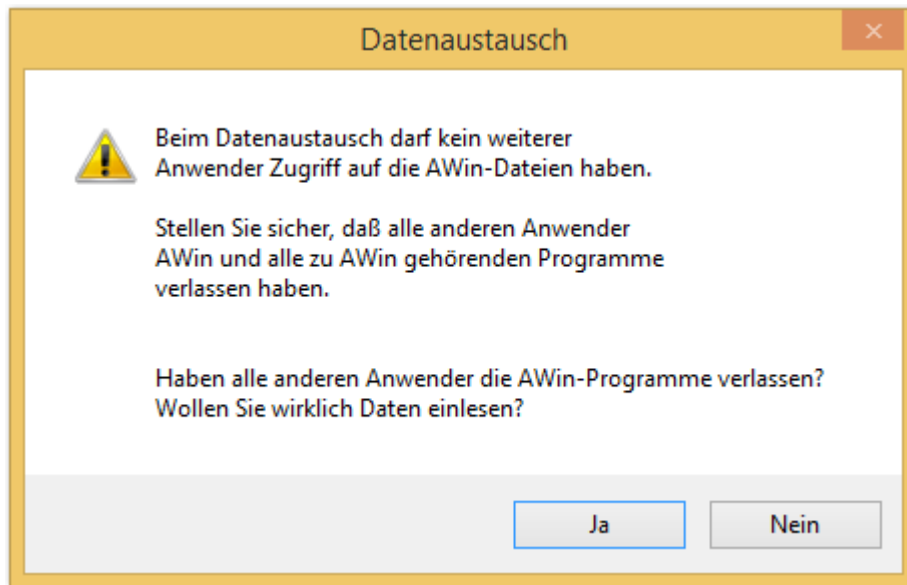 Datenaustausch
Beim Datenaustausch darf kein weiterer
Anwender Zugriff auf die AWin-Dateien haben.
Stellen Sie sicher, daß alle anderen Anwender
AWin und alle zu AWin gehörenden Programme
verlassen haben.
Haben alle anderen Anwender die AWin-Programme verlassen?
Wollen Sie wirklich Daten einlesen?
Ja
Nein